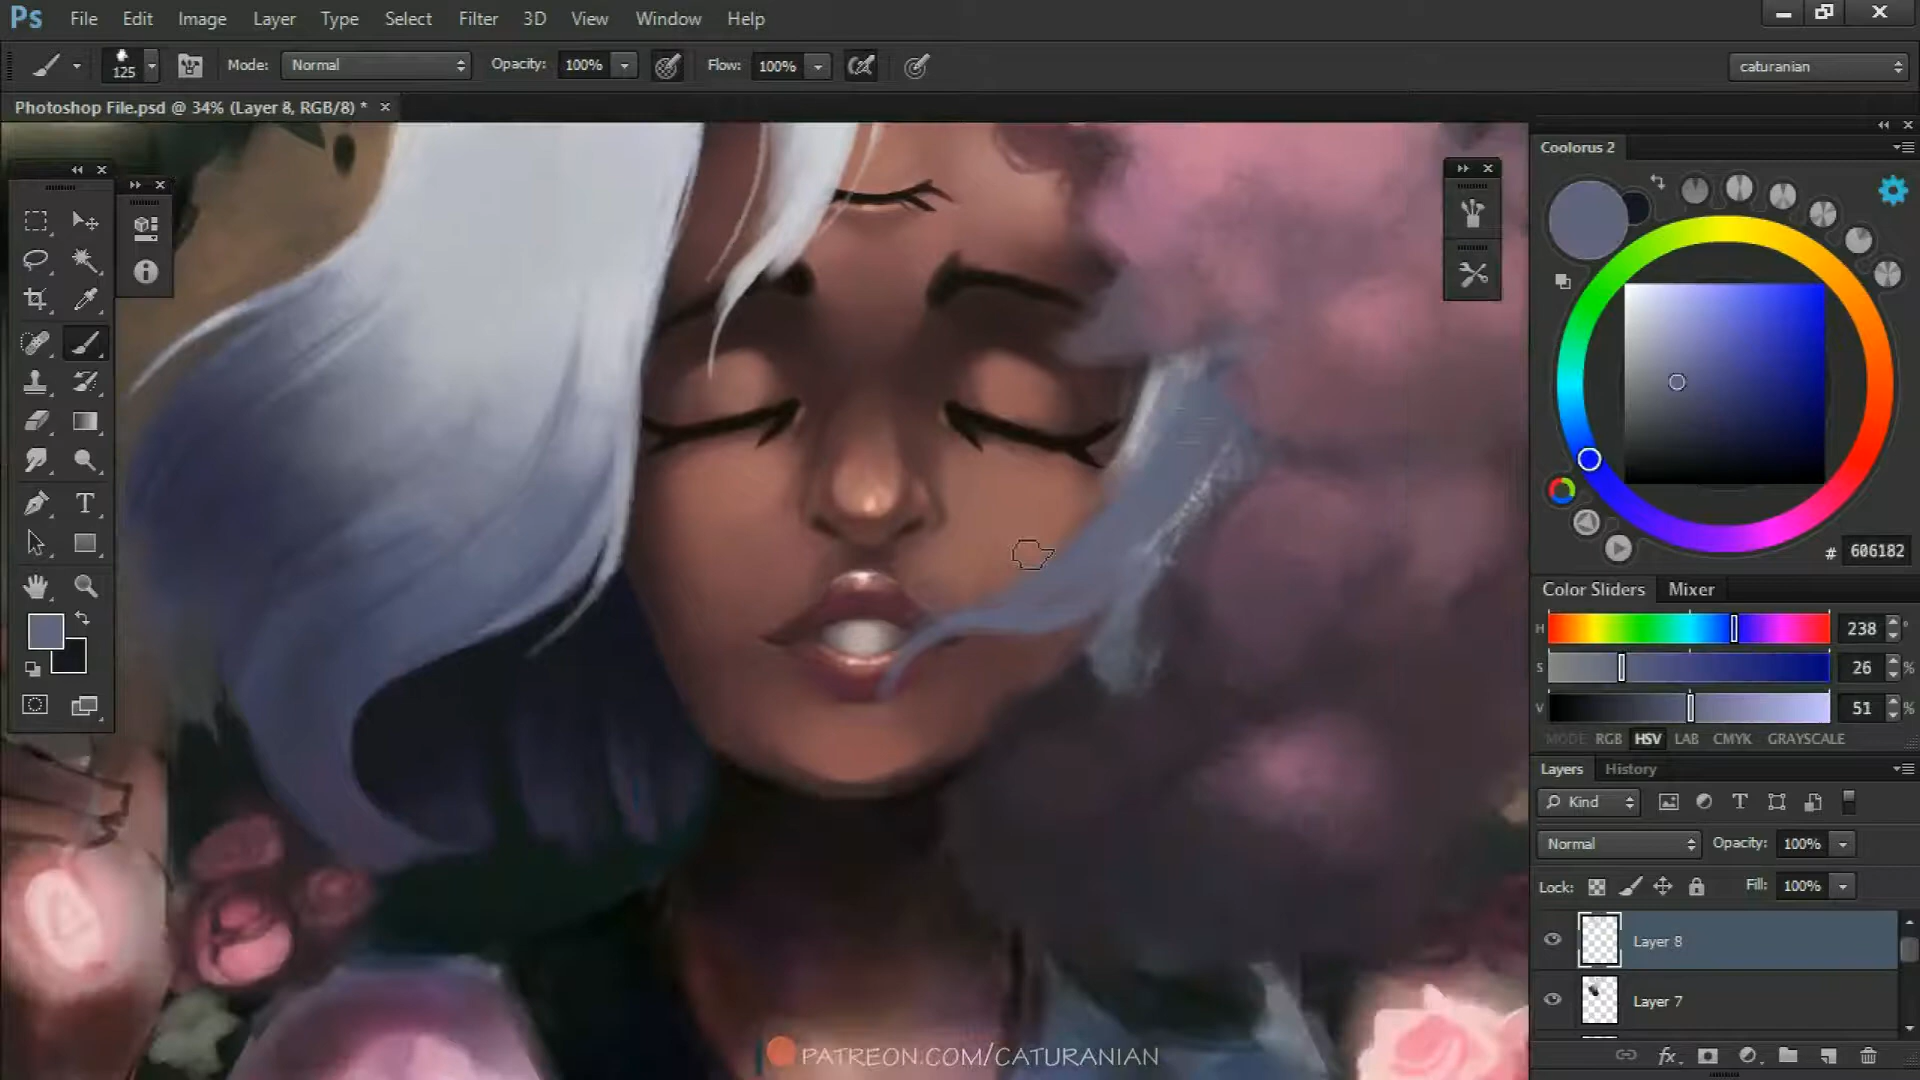 Ps File Edit Image Layer Type Select Filter 3D View Window Help
125 Mode: Normal Opacity: 100% Flow: 100% caturanian
Photoshop File.psd @ 34% (Layer 8, RGB/8) *
Coolorus 2
# 606182
Color Sliders Mixer
H 238 °
S 26 %
V 51 %
MODE RGB HSV LAB CMYK GRAYSCALE
Layers History
Kind
Normal Opacity: 100%
Lock: Fill: 100%
Layer 8
Layer 7
fx
PATREON.COM/CATURANIAN